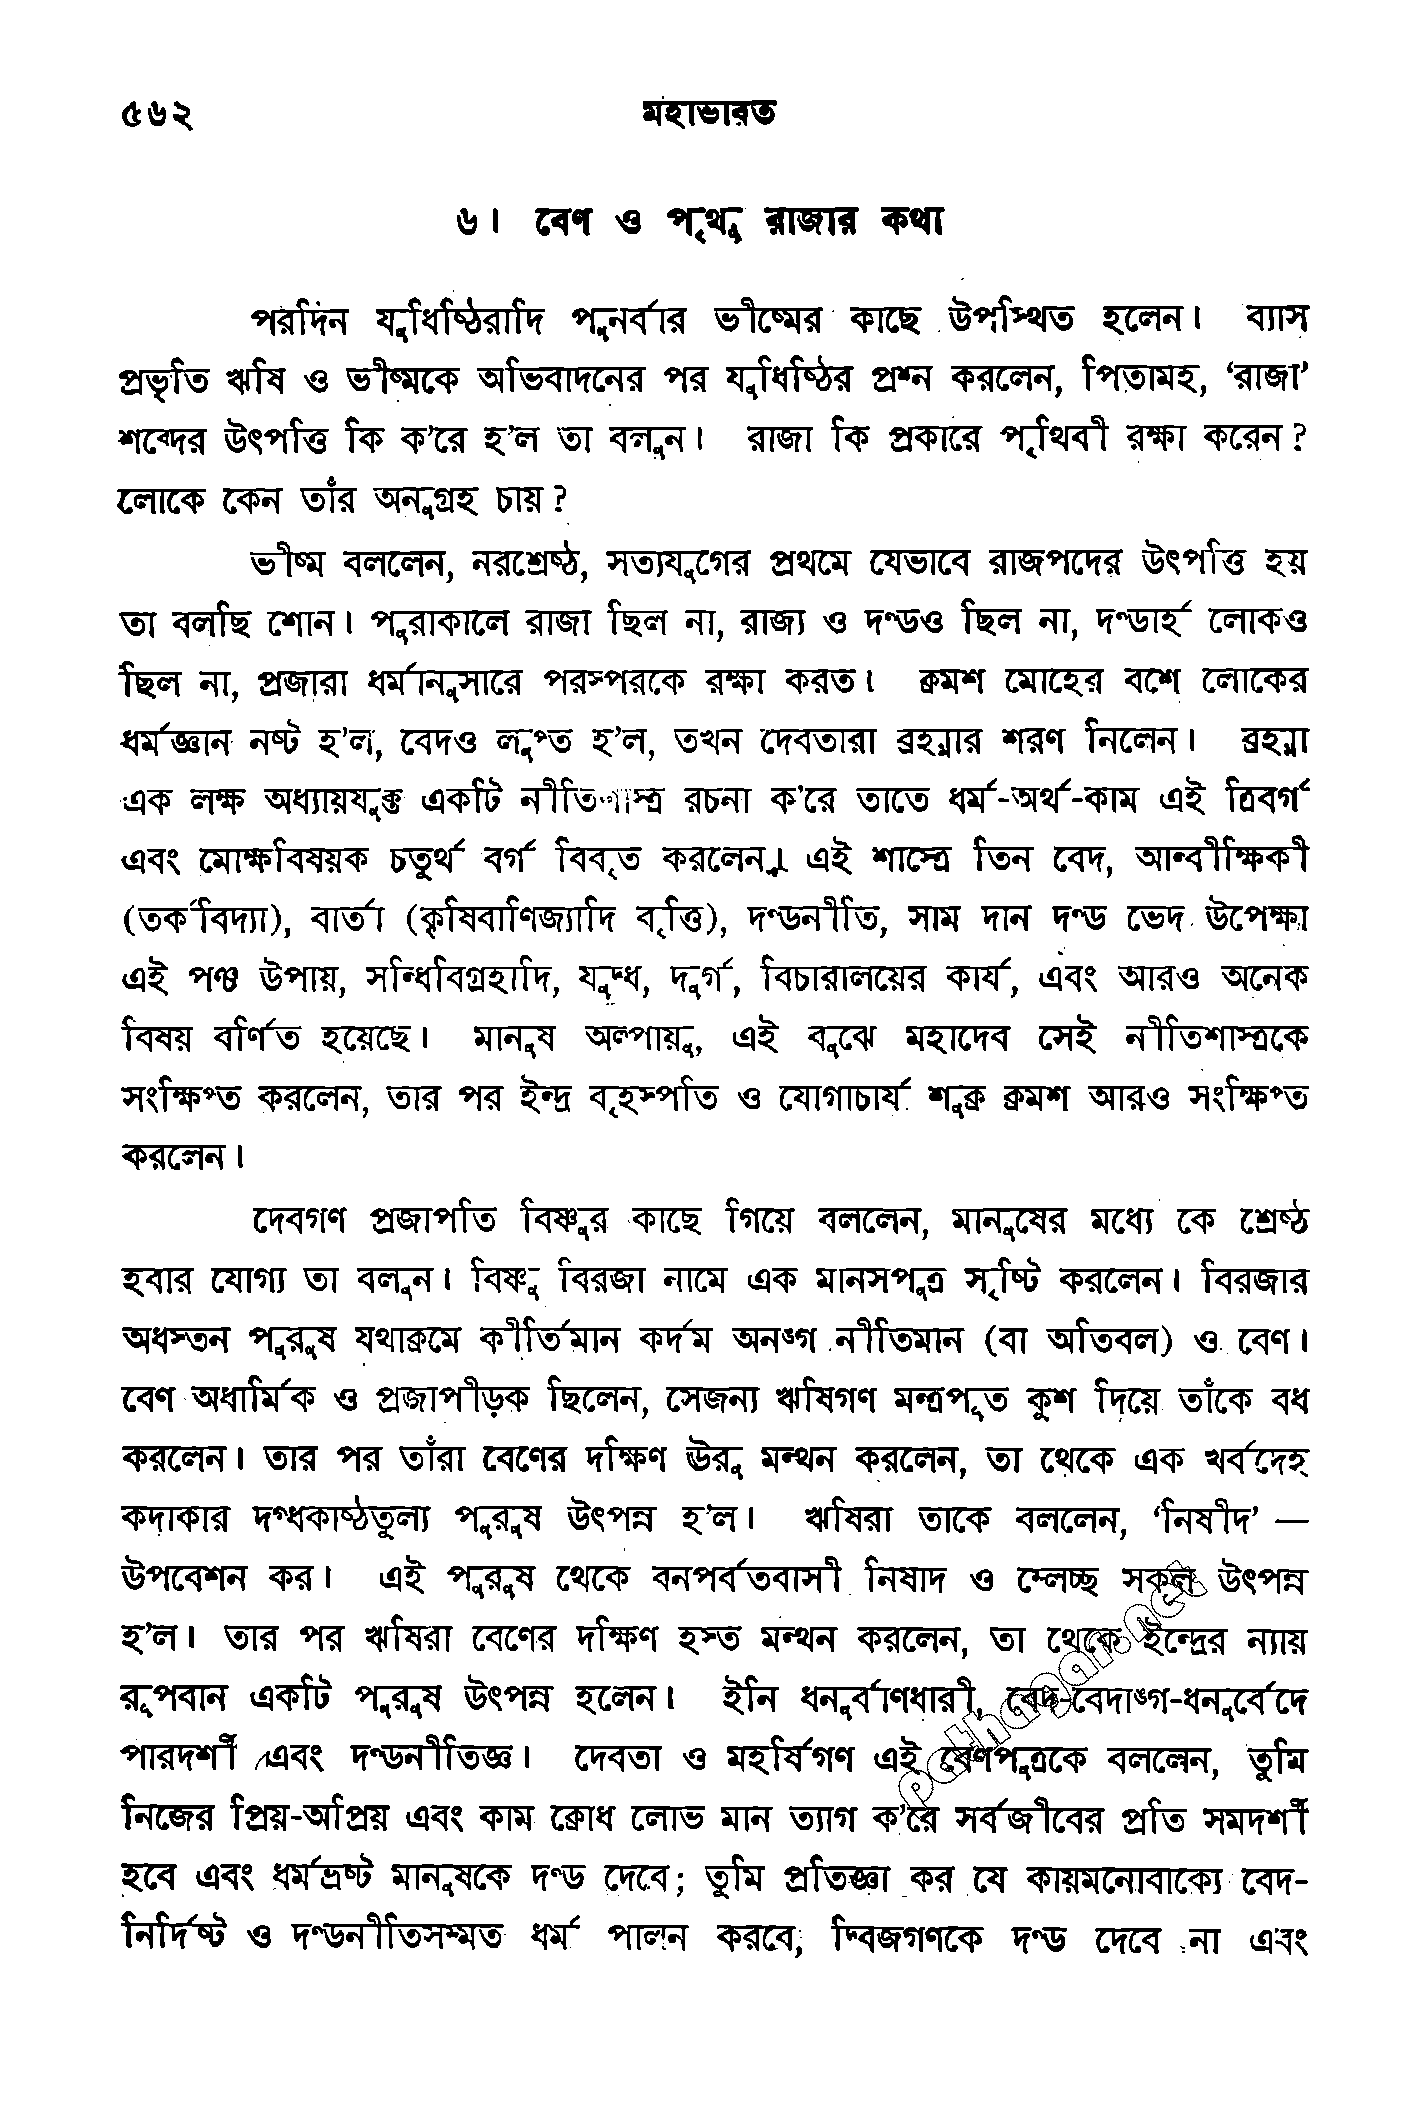 ৫৬২
মহাভারত
৬। বেণ ও পৃথু রাজার কথা
পরদিন যুধিষ্ঠিরাদি পুনর্বার ভীষ্মের কাছে উপস্থিত হলেন। ব্যাস
প্রভৃতি ঋষি ও ভীষ্মকে অভিবাদনের পর যুধিষ্ঠির প্রশ্ন করলেন, পিতামহ, ‘রাজা’
শব্দের উৎপত্তি কি ক’রে হ’ল তা বলুন। রাজা কি প্রকারে পৃথিবী রক্ষা করেন?
লোকে কেন তাঁর অনুগ্রহ চায়?
ভীষ্ম বললেন, নরশ্রেষ্ঠ, সত্যযুগের প্রথমে যেভাবে রাজপদের উৎপত্তি হয়
তা বলছি শোন। পুরাকালে রাজা ছিল না, রাজ্য ও দণ্ডও ছিল না, দণ্ডার্হ লোকও
ছিল না, প্রজারা ধর্মানুসারে পরস্পরকে রক্ষা করত। ক্রমশ মোহের বশে লোকের
ধর্মজ্ঞান নষ্ট হ’ল, বেদও লুপ্ত হ’ল, তখন দেবতারা ব্রহ্মার শরণ নিলেন। ব্রহ্মা
এক লক্ষ অধ্যায়যুক্ত একটি নীতিশাস্ত্র রচনা ক’রে তাতে ধর্ম-অর্থ-কাম এই ত্রিবর্গ
এবং মোক্ষবিষয়ক চতুর্থ বর্গ বিবৃত করলেন। এই শাস্ত্রে তিন বেদ, আন্বীক্ষিকী
(তর্কবিদ্যা), বার্তা (কৃষিবাণিজ্যাদি বৃত্তি), দণ্ডনীতি, সাম দান দণ্ড ভেদ উপেক্ষা
এই পঞ্চ উপায়, সন্ধিবিগ্রহাদি, যুদ্ধ, দুর্গ, বিচারালয়ের কার্য, এবং আরও অনেক
বিষয় বর্ণিত হয়েছে। মানুষ অল্পায়ু, এই বুঝে মহাদেব সেই নীতিশাস্ত্রকে
সংক্ষিপ্ত করলেন, তার পর ইন্দ্র বৃহস্পতি ও যোগাচার্য শুক্র ক্রমশ আরও সংক্ষিপ্ত
করলেন।
দেবগণ প্রজাপতি বিষ্ণুর কাছে গিয়ে বললেন, মানুষের মধ্যে কে শ্রেষ্ঠ
হবার যোগ্য তা বলুন। বিষ্ণু বিরজা নামে এক মানসপুত্র সৃষ্টি করলেন। বিরজার
অধস্তন পুরুষ যথাক্রমে কীর্তিমান কর্দম অনঙ্গ নীতিমান (বা অতিবল) ও বেণ।
বেণ অধার্মিক ও প্রজাপীড়ক ছিলেন, সেজন্য ঋষিগণ মন্ত্রপূত কুশ দিয়ে তাঁকে বধ
করলেন। তার পর তাঁরা বেণের দক্ষিণ ঊরু মন্থন করলেন, তা থেকে এক খর্বদেহ
কদাকার দগ্ধকাষ্ঠতুল্য পুরুষ উৎপন্ন হ’ল। ঋষিরা তাকে বললেন, ‘নিষীদ’ —
উপবেশন কর। এই পুরুষ থেকে বনপর্বতবাসী নিষাদ ও ম্লেচ্ছ সকল উৎপন্ন
হ’ল। তার পর ঋষিরা বেণের দক্ষিণ হস্ত মন্থন করলেন, তা থেকে ইন্দ্রের ন্যায়
রূপবান একটি পুরুষ উৎপন্ন হলেন। ইনি ধনুর্বাণধারী, বেদ-বেদাঙ্গ-ধনুর্বেদে
পারদর্শী এবং দণ্ডনীতিজ্ঞ। দেবতা ও মহর্ষিগণ এই বেণপুত্রকে বললেন, তুমি
নিজের প্রিয়-অপ্রিয় এবং কাম ক্রোধ লোভ মান ত্যাগ ক’রে সর্বজীবের প্রতি সমদর্শী
হবে এবং ধর্মভ্রষ্ট মানুষকে দণ্ড দেবে; তুমি প্রতিজ্ঞা কর যে কায়মনোবাক্যে বেদ-
নির্দিষ্ট ও দণ্ডনীতিসম্মত ধর্ম পালন করবে, দ্বিজগণকে দণ্ড দেবে না এবং
pathagar.net